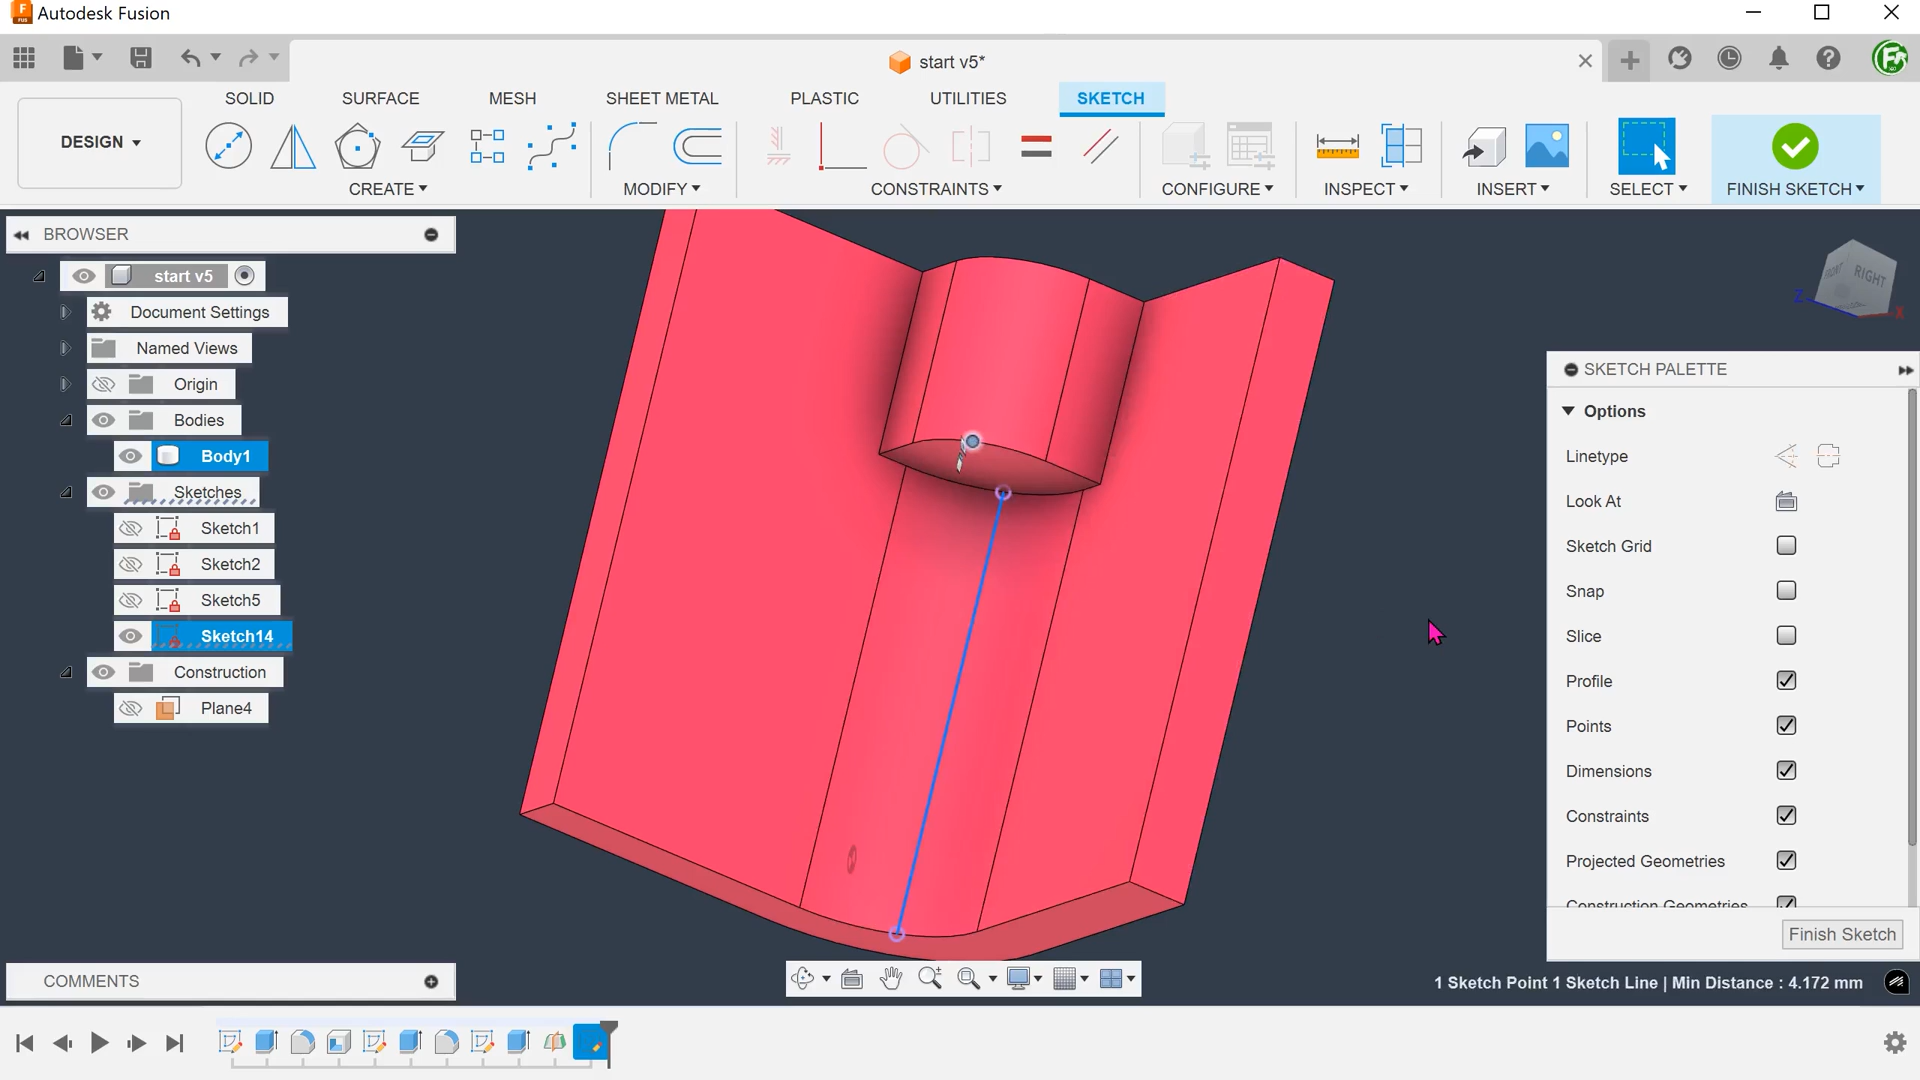 Autodesk Fusion
start v5*
DESIGN
SOLID
SURFACE
MESH
SHEET METAL
PLASTIC
UTILITIES
SKETCH
CREATE
MODIFY
CONSTRAINTS
CONFIGURE
INSPECT
INSERT
SELECT
FINISH SKETCH
BROWSER
start v5
Document Settings
Named Views
Origin
Bodies
Body1
Sketches
Sketch1
Sketch2
Sketch5
Sketch14
Construction
Plane4
FRONT
RIGHT
Z
X
SKETCH PALETTE
Options
Linetype
Look At
Sketch Grid
Snap
Slice
Profile
Points
Dimensions
Constraints
Projected Geometries
Construction Geometries
Finish Sketch
COMMENTS
1 Sketch Point 1 Sketch Line | Min Distance : 4.172 mm